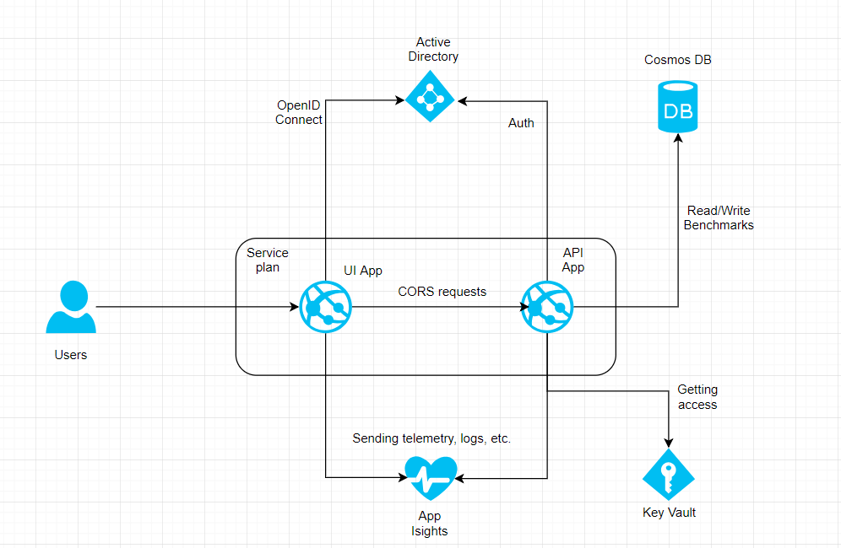 Active
Directory
Cosmos DB
DB
OpenID
Connect
Auth
Read/Write
Benchmarks
Service
plan
UI App
API
App
CORS requests
Users
Getting
access
Sending telemetry, logs, etc.
App
Isights
Key Vault